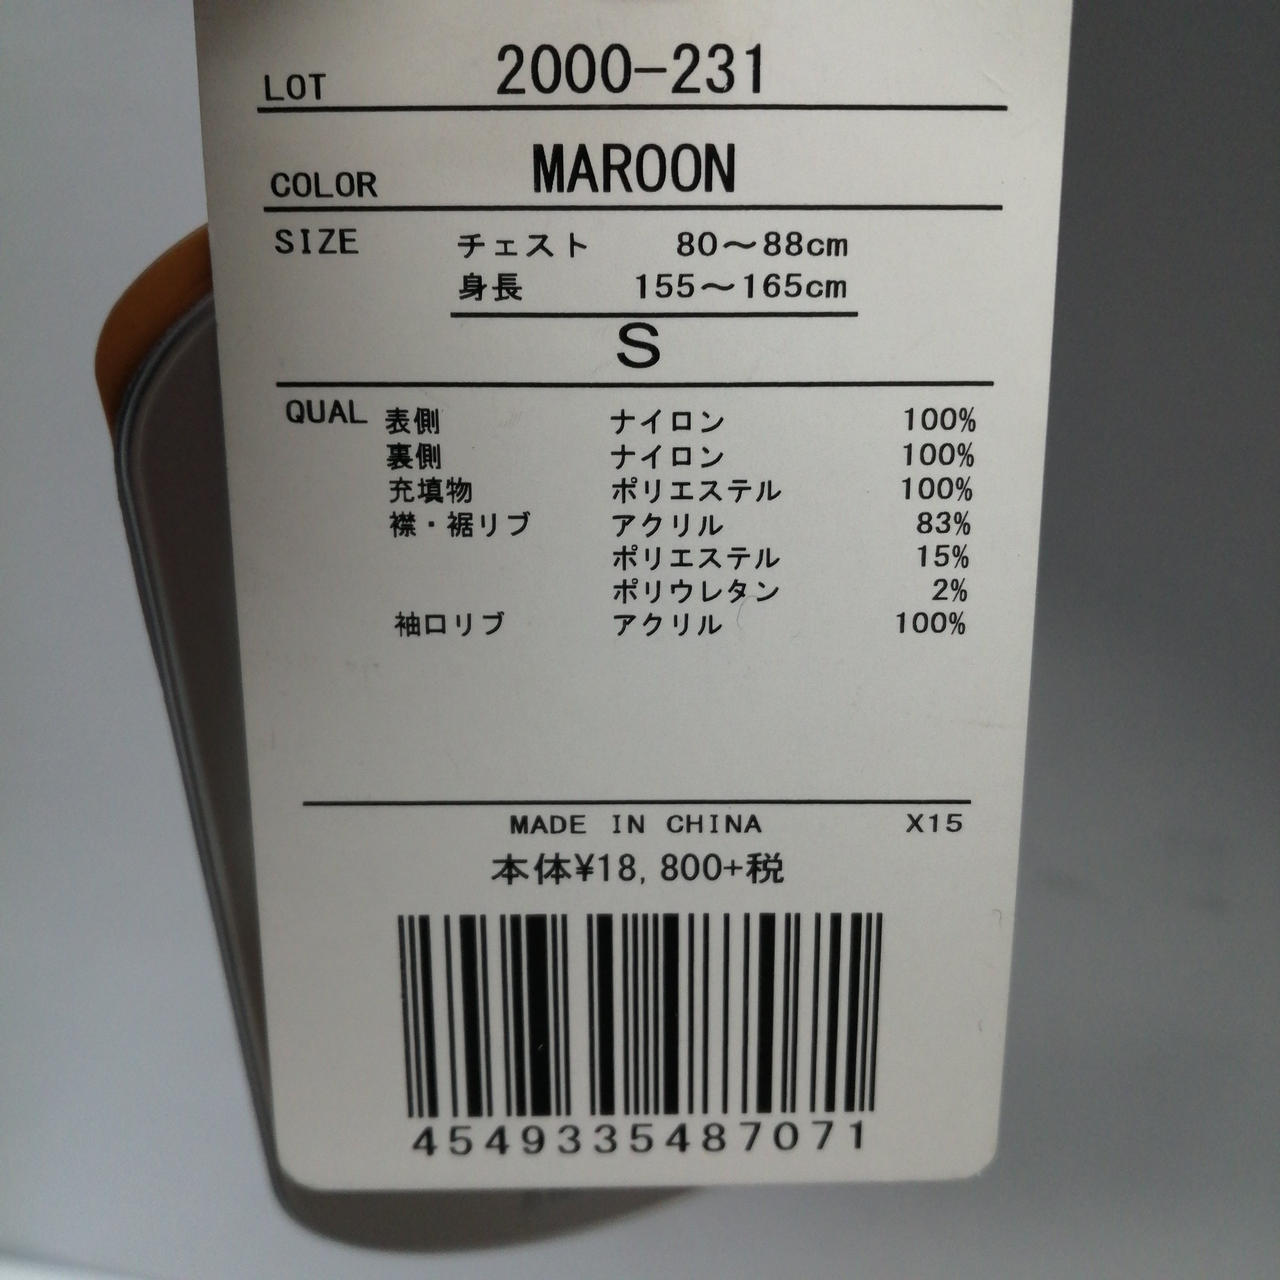 LOT 2000-231
COLOR MAROON
SIZE チェスト 80～88cm
身長 155～165cm
S
QUAL 表側 ナイロン 100%
裏側 ナイロン 100%
充填物 ポリエステル 100%
襟・裾リブ アクリル 83%
ポリエステル 15%
ポリウレタン 2%
袖口リブ アクリル 100%
MADE IN CHINA X15
本体¥18,800+税
4549335487071